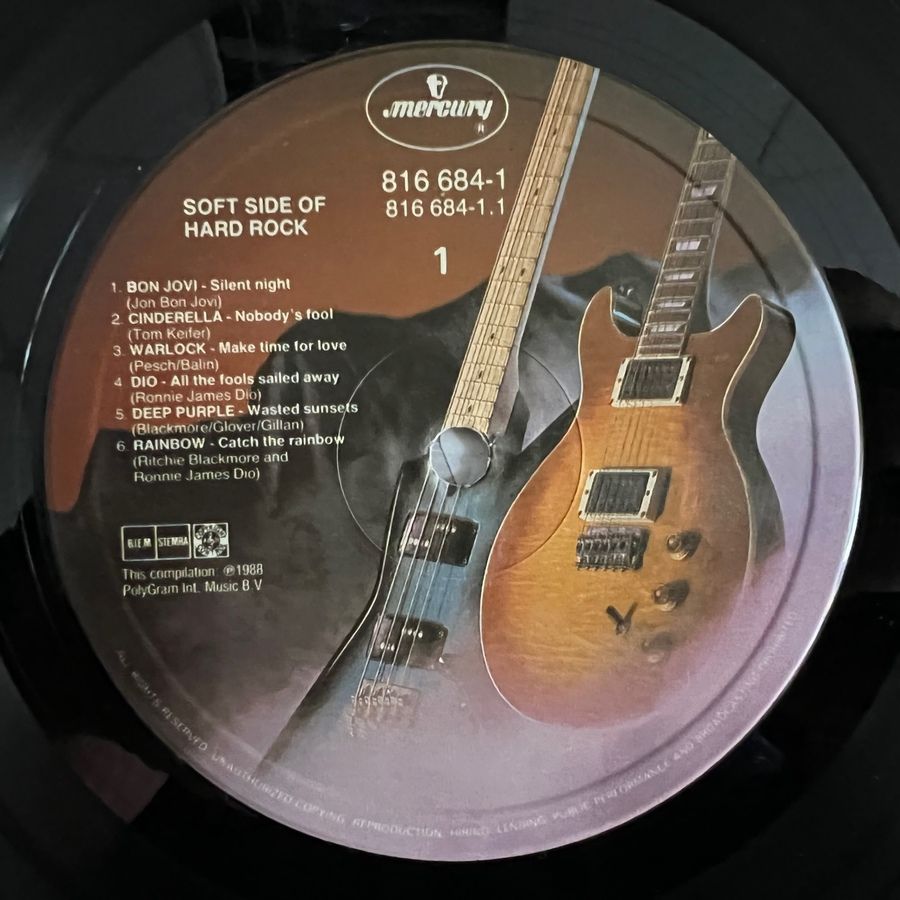 mercury
®
816 684-1
816 684-1.1
SOFT SIDE OF
HARD ROCK
1
1. BON JOVI - Silent night
(Jon Bon Jovi)
2. CINDERELLA - Nobody's fool
(Tom Keifer)
3. WARLOCK - Make time for love
(Pesch/Balin)
4 DIO - All the fools sailed away
(Ronnie James Dio)
5. DEEP PURPLE - Wasted sunsets
(Blackmore/Glover/Gillan)
6. RAINBOW - Catch the rainbow
(Ritchie Blackmore and
Ronnie James Dio)
B.I.E.M. STEMRA
This compilation: ℗1988
PolyGram Int. Music B.V.
ALL RIGHTS RESERVED. UNAUTHORIZED COPYING, REPRODUCTION, HIRING, LENDING, PUBLIC PERFORMANCE AND BROADCASTING PROHIBITED